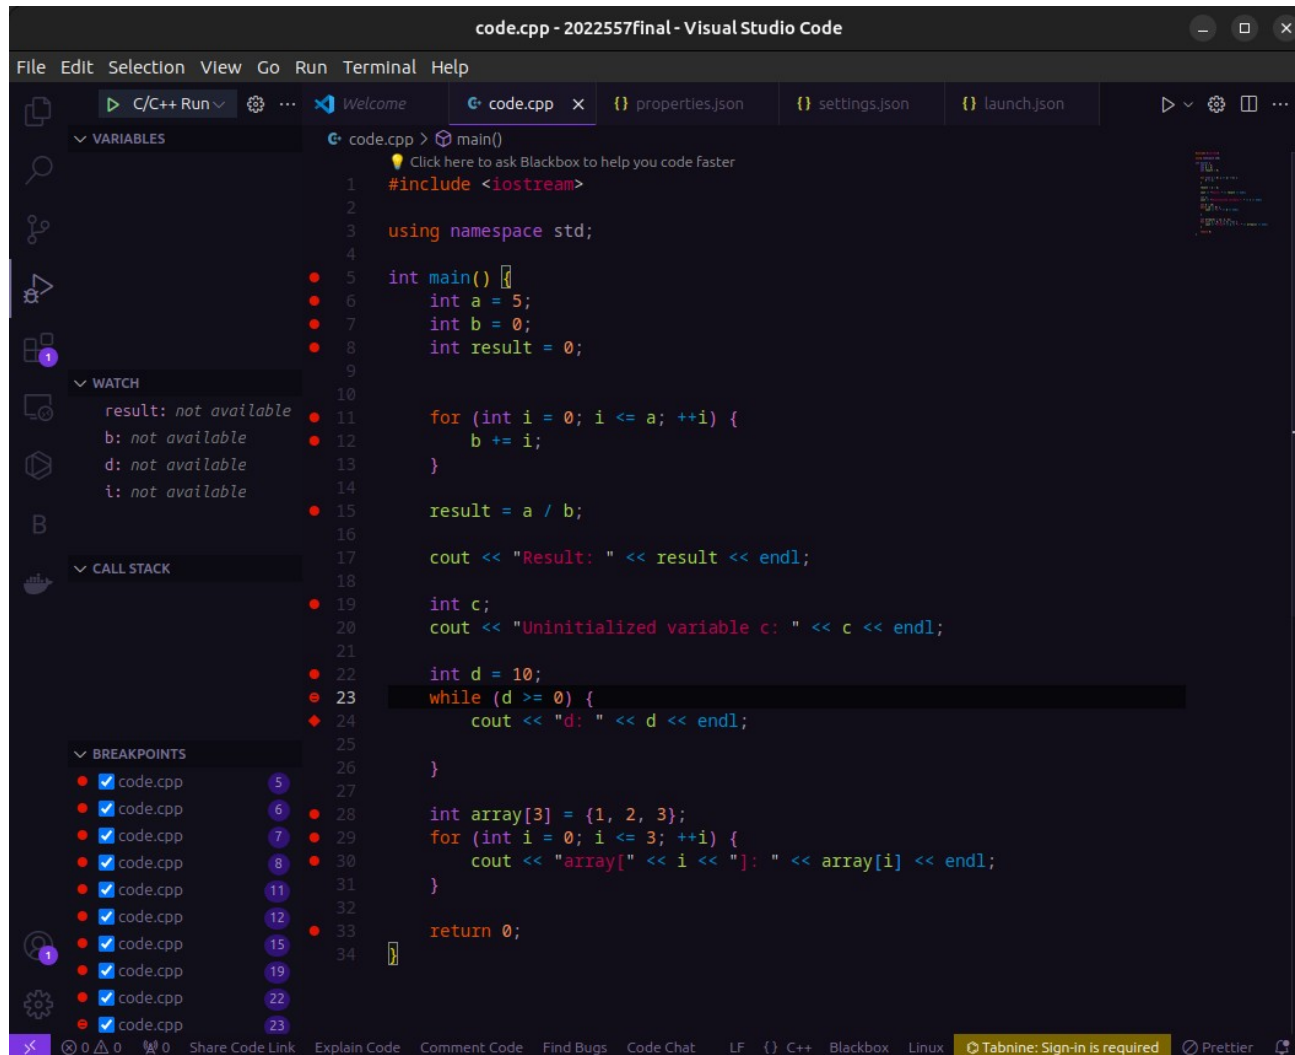 code.cpp - 2022557final - Visual Studio Code
File Edit Selection View Go Run Terminal Help
C/C++ Run
Welcome
code.cpp
{} properties.json
{} settings.json
{} launch.json
VARIABLES
WATCH
result: not available
b: not available
d: not available
i: not available
CALL STACK
BREAKPOINTS
code.cpp 5
code.cpp 6
code.cpp 7
code.cpp 8
code.cpp 11
code.cpp 12
code.cpp 15
code.cpp 19
code.cpp 22
code.cpp 23
1
1
B
code.cpp > main()
Click here to ask Blackbox to help you code faster
1 #include <iostream>
2
3 using namespace std;
4
5 int main() {
6     int a = 5;
7     int b = 0;
8     int result = 0;
9
10
11     for (int i = 0; i <= a; ++i) {
12         b += i;
13     }
14
15     result = a / b;
16
17     cout << "Result: " << result << endl;
18
19     int c;
20     cout << "Uninitialized variable c: " << c << endl;
21
22     int d = 10;
23     while (d >= 0) {
24         cout << "d: " << d << endl;
25
26     }
27
28     int array[3] = {1, 2, 3};
29     for (int i = 0; i <= 3; ++i) {
30         cout << "array[" << i << "]: " << array[i] << endl;
31     }
32
33     return 0;
34 }
0 0 0 Share Code Link Explain Code Comment Code Find Bugs Code Chat LF {} C++ Blackbox Linux Tabnine: Sign-in is required Prettier